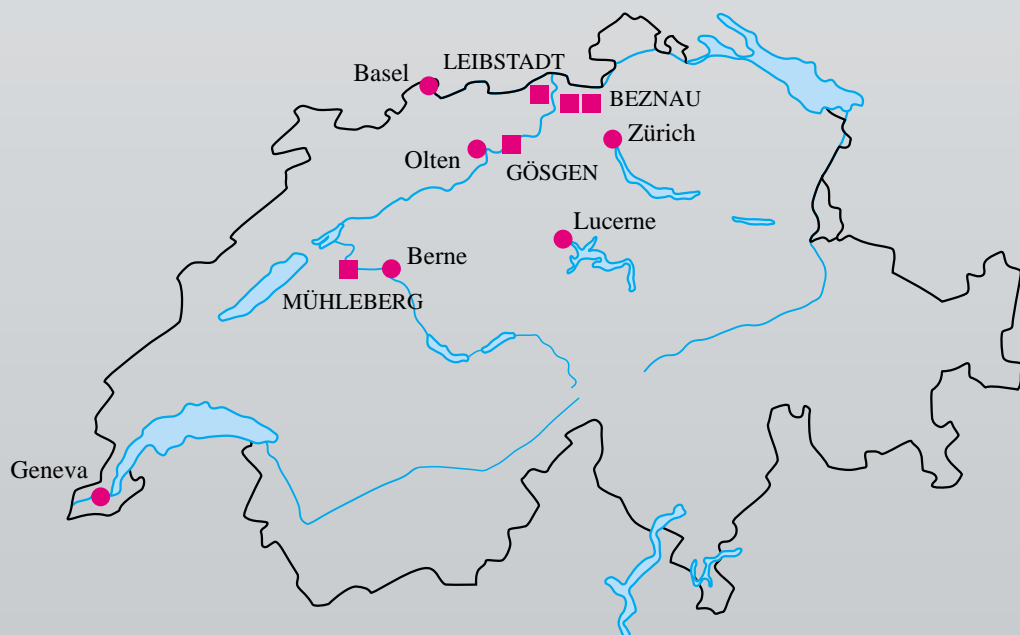 LEIBSTADT
Basel
BEZNAU
Zürich
Olten
GÖSGEN
Lucerne
Berne
MÜHLEBERG
Geneva